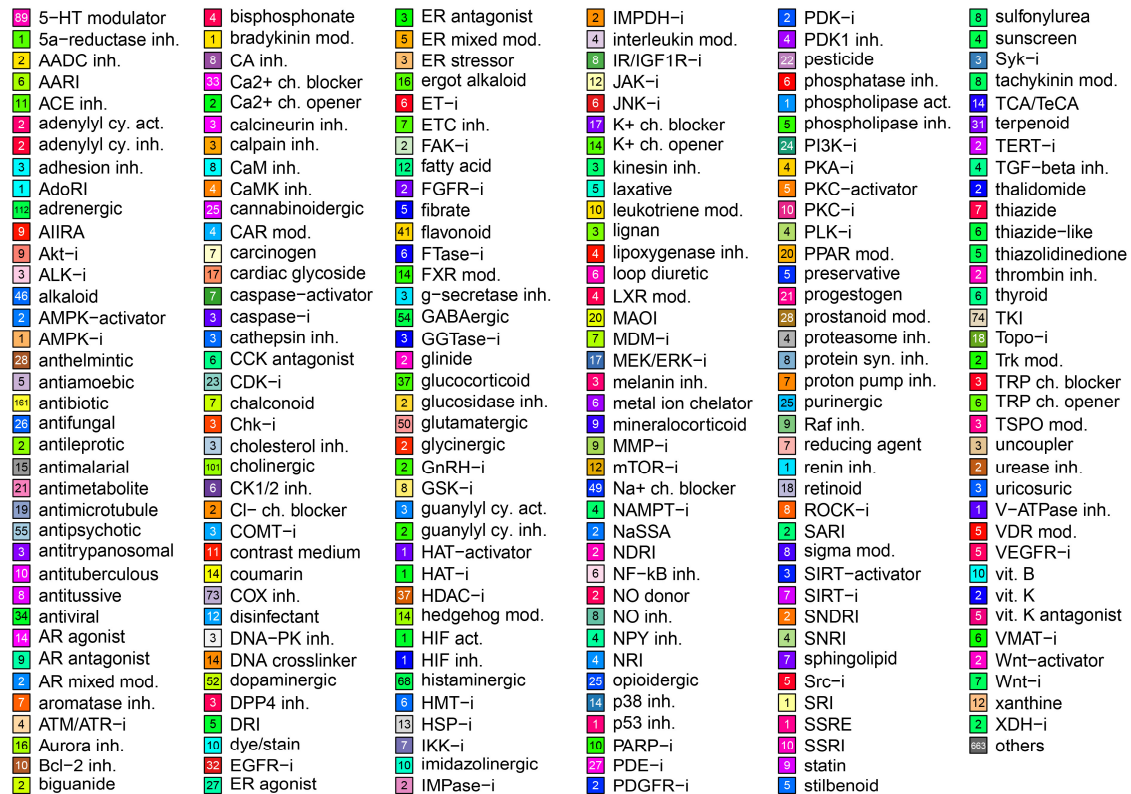 89 5−HT modulator
1 5a−reductase inh.
2 AADC inh.
6 AARI
11 ACE inh.
2 adenylyl cy. act.
2 adenylyl cy. inh.
3 adhesion inh.
1 AdoRI
112 adrenergic
9 AIIRA
9 Akt−i
3 ALK−i
46 alkaloid
2 AMPK−activator
1 AMPK−i
28 anthelmintic
5 antiamoebic
161 antibiotic
26 antifungal
2 antileprotic
15 antimalarial
21 antimetabolite
19 antimicrotubule
55 antipsychotic
3 antitrypanosomal
10 antituberculous
8 antitussive
34 antiviral
14 AR agonist
9 AR antagonist
2 AR mixed mod.
7 aromatase inh.
4 ATM/ATR−i
16 Aurora inh.
10 Bcl−2 inh.
2 biguanide
4 bisphosphonate
1 bradykinin mod.
8 CA inh.
33 Ca2+ ch. blocker
2 Ca2+ ch. opener
3 calcineurin inh.
3 calpain inh.
8 CaM inh.
4 CaMK inh.
25 cannabinoidergic
4 CAR mod.
7 carcinogen
17 cardiac glycoside
7 caspase−activator
3 caspase−i
3 cathepsin inh.
6 CCK antagonist
23 CDK−i
7 chalconoid
3 Chk−i
3 cholesterol inh.
101 cholinergic
6 CK1/2 inh.
2 Cl− ch. blocker
3 COMT−i
11 contrast medium
14 coumarin
73 COX inh.
12 disinfectant
3 DNA−PK inh.
14 DNA crosslinker
52 dopaminergic
3 DPP4 inh.
5 DRI
10 dye/stain
32 EGFR−i
27 ER agonist
3 ER antagonist
5 ER mixed mod.
3 ER stressor
16 ergot alkaloid
6 ET−i
7 ETC inh.
2 FAK−i
12 fatty acid
2 FGFR−i
5 fibrate
41 flavonoid
6 FTase−i
14 FXR mod.
3 g−secretase inh.
54 GABAergic
3 GGTase−i
2 glinide
37 glucocorticoid
2 glucosidase inh.
50 glutamatergic
2 glycinergic
2 GnRH−i
8 GSK−i
3 guanylyl cy. act.
2 guanylyl cy. inh.
1 HAT−activator
1 HAT−i
37 HDAC−i
14 hedgehog mod.
1 HIF act.
1 HIF inh.
68 histaminergic
6 HMT−i
13 HSP−i
7 IKK−i
10 imidazolinergic
2 IMPase−i
2 IMPDH−i
4 interleukin mod.
8 IR/IGF1R−i
12 JAK−i
6 JNK−i
17 K+ ch. blocker
14 K+ ch. opener
3 kinesin inh.
5 laxative
10 leukotriene mod.
3 lignan
4 lipoxygenase inh.
6 loop diuretic
4 LXR mod.
20 MAOI
7 MDM−i
17 MEK/ERK−i
3 melanin inh.
6 metal ion chelator
9 mineralocorticoid
9 MMP−i
12 mTOR−i
49 Na+ ch. blocker
4 NAMPT−i
2 NaSSA
2 NDRI
6 NF−kB inh.
2 NO donor
8 NO inh.
4 NPY inh.
4 NRI
25 opioidergic
14 p38 inh.
1 p53 inh.
10 PARP−i
27 PDE−i
2 PDGFR−i
2 PDK−i
4 PDK1 inh.
22 pesticide
6 phosphatase inh.
1 phospholipase act.
5 phospholipase inh.
24 PI3K−i
4 PKA−i
5 PKC−activator
10 PKC−i
4 PLK−i
20 PPAR mod.
5 preservative
21 progestogen
28 prostanoid mod.
4 proteasome inh.
8 protein syn. inh.
7 proton pump inh.
25 purinergic
9 Raf inh.
7 reducing agent
1 renin inh.
18 retinoid
8 ROCK−i
2 SARI
8 sigma mod.
3 SIRT−activator
7 SIRT−i
2 SNDRI
4 SNRI
7 sphingolipid
5 Src−i
1 SRI
1 SSRE
10 SSRI
9 statin
5 stilbenoid
8 sulfonylurea
4 sunscreen
3 Syk−i
8 tachykinin mod.
14 TCA/TeCA
31 terpenoid
2 TERT−i
4 TGF−beta inh.
2 thalidomide
7 thiazide
6 thiazide−like
5 thiazolidinedione
2 thrombin inh.
6 thyroid
74 TKI
18 Topo−i
2 Trk mod.
3 TRP ch. blocker
6 TRP ch. opener
3 TSPO mod.
3 uncoupler
2 urease inh.
3 uricosuric
1 V−ATPase inh.
5 VDR mod.
5 VEGFR−i
10 vit. B
2 vit. K
5 vit. K antagonist
6 VMAT−i
2 Wnt−activator
7 Wnt−i
12 xanthine
2 XDH−i
663 others